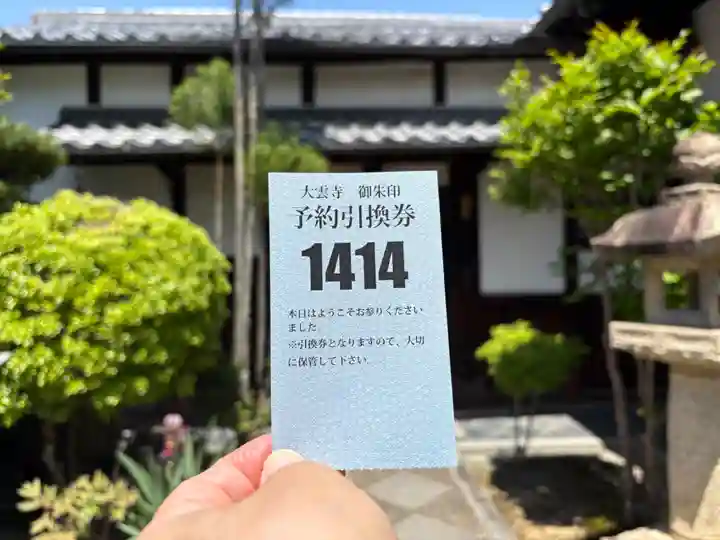 大雲寺 御朱印
予約引換券
1414
本日はようこそお参りください
ました
※引換券となりますので、大切
に保管して下さい。